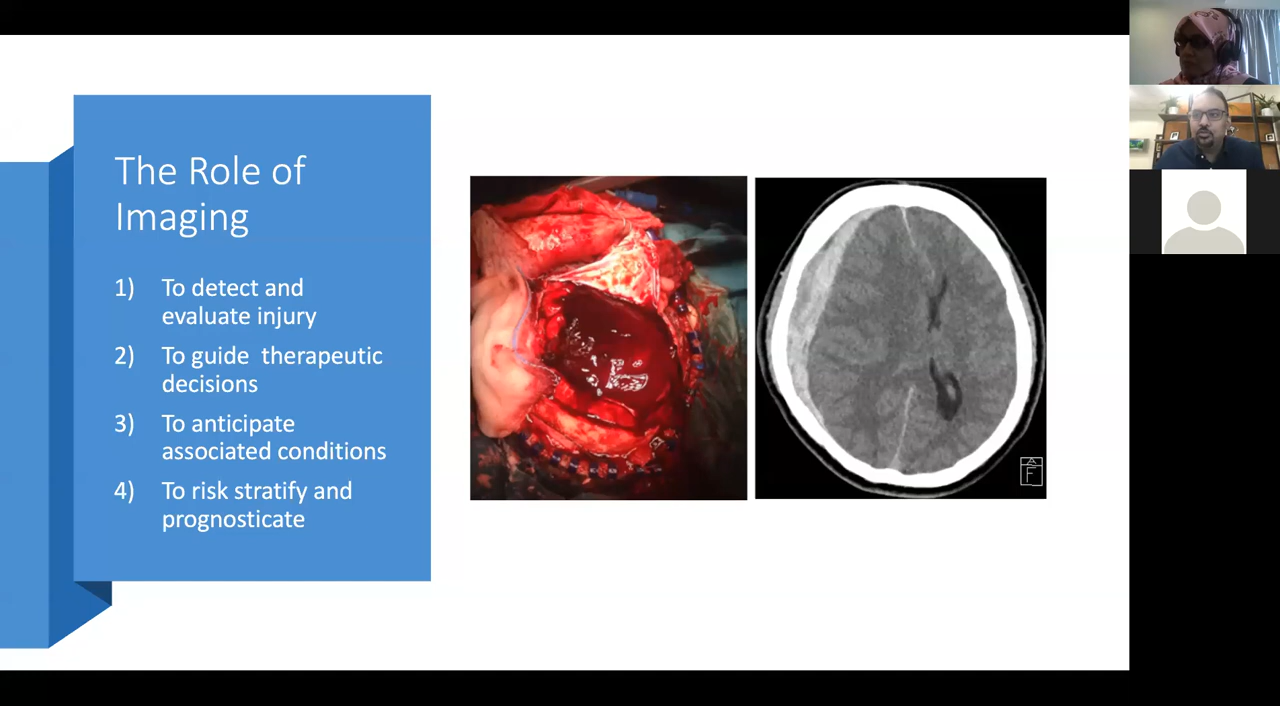 The Role of
Imaging
1) To detect and
evaluate injury
2) To guide therapeutic
decisions
3) To anticipate
associated conditions
4) To risk stratify and
prognosticate
A
F